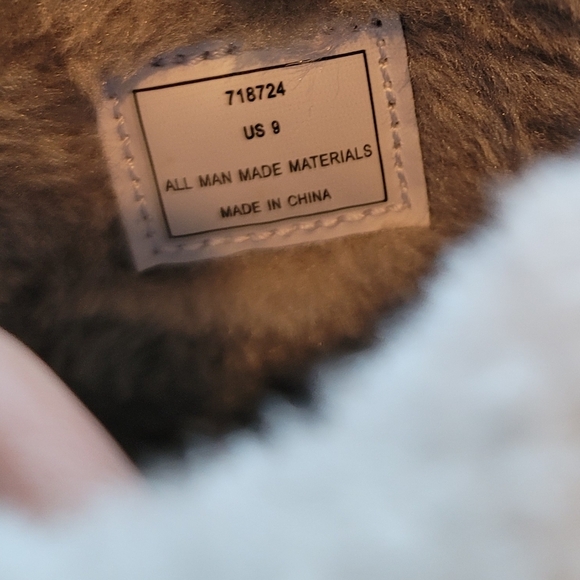 718724
US 9
ALL MAN MADE MATERIALS
MADE IN CHINA